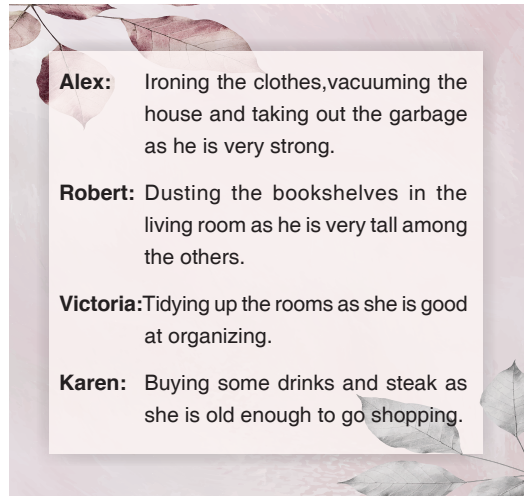 Alex: Ironing the clothes,vacuuming the
house and taking out the garbage
as he is very strong.
Robert: Dusting the bookshelves in the
living room as he is very tall among
the others.
Victoria:Tidying up the rooms as she is good
at organizing.
Karen: Buying some drinks and steak as
she is old enough to go shopping.